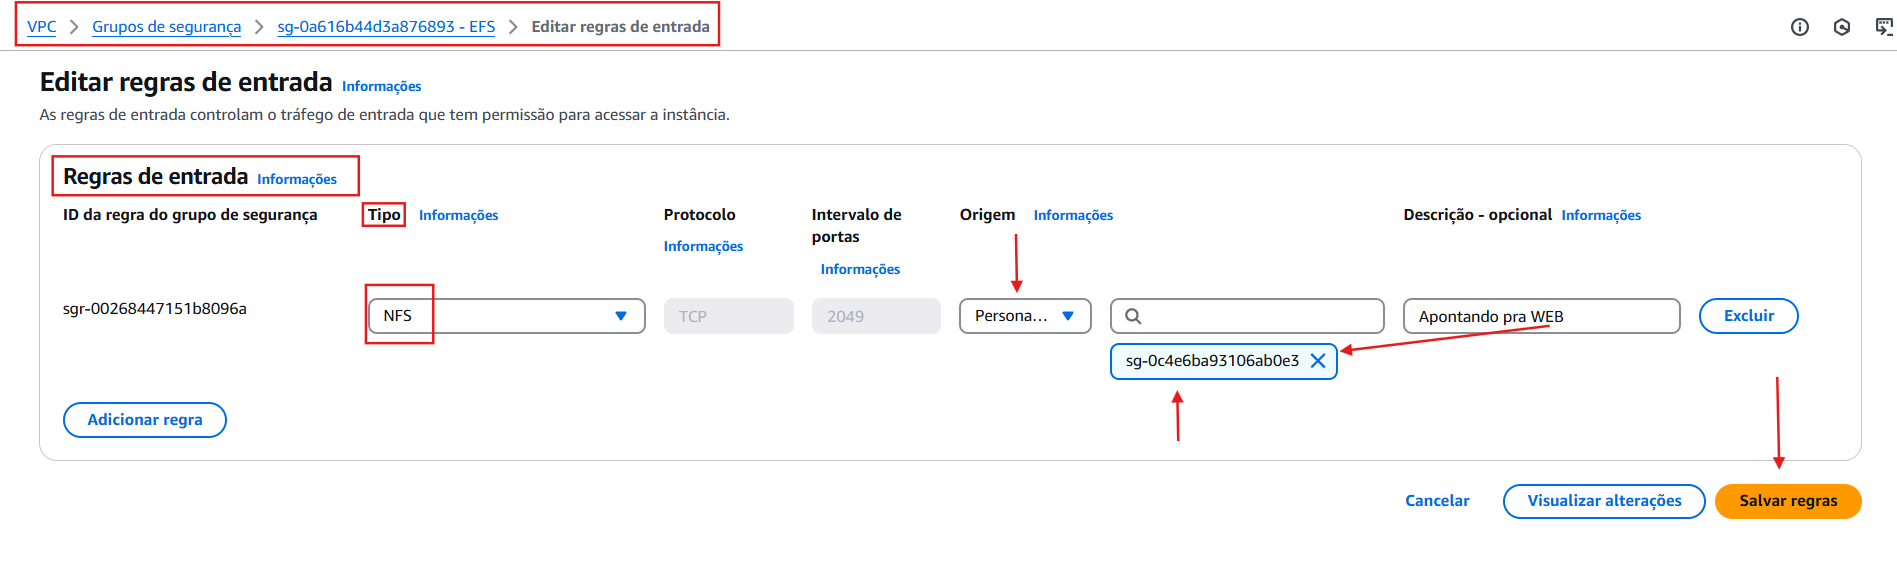 VPC > Grupos de segurança > sg-0a616b44d3a876893 - EFS > Editar regras de entrada
Editar regras de entrada Informações
As regras de entrada controlam o tráfego de entrada que tem permissão para acessar a instância.
Regras de entrada Informações
ID da regra do grupo de segurança Tipo Informações Protocolo Informações Intervalo de portas Informações Origem Informações Descrição - opcional Informações
sgr-00268447151b8096a NFS TCP 2049 Persona... Apontando pra WEB Excluir
sg-0c4e6ba93106ab0e3
Adicionar regra
Cancelar Visualizar alterações Salvar regras